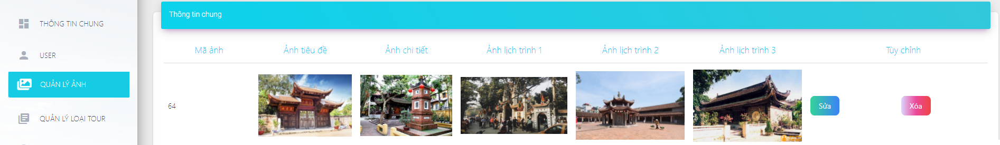 THÔNG TIN CHUNG
USER
QUẢN LÝ ẢNH
QUẢN LÝ LOẠI TOUR
Thông tin chung
Mã ảnh Ảnh tiêu đề Ảnh chi tiết Ảnh lịch trình 1 Ảnh lịch trình 2 Ảnh lịch trình 3 Tùy chỉnh
64 Sửa Xóa